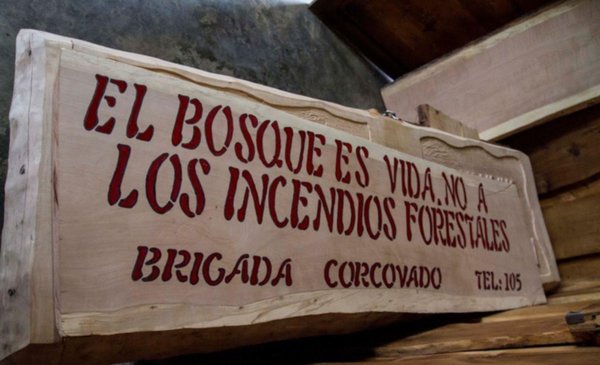 EL BOSQUE ES VIDA. NO A
LOS INCENDIOS FORESTALES
BRIGADA CORCOVADO TEL: 105